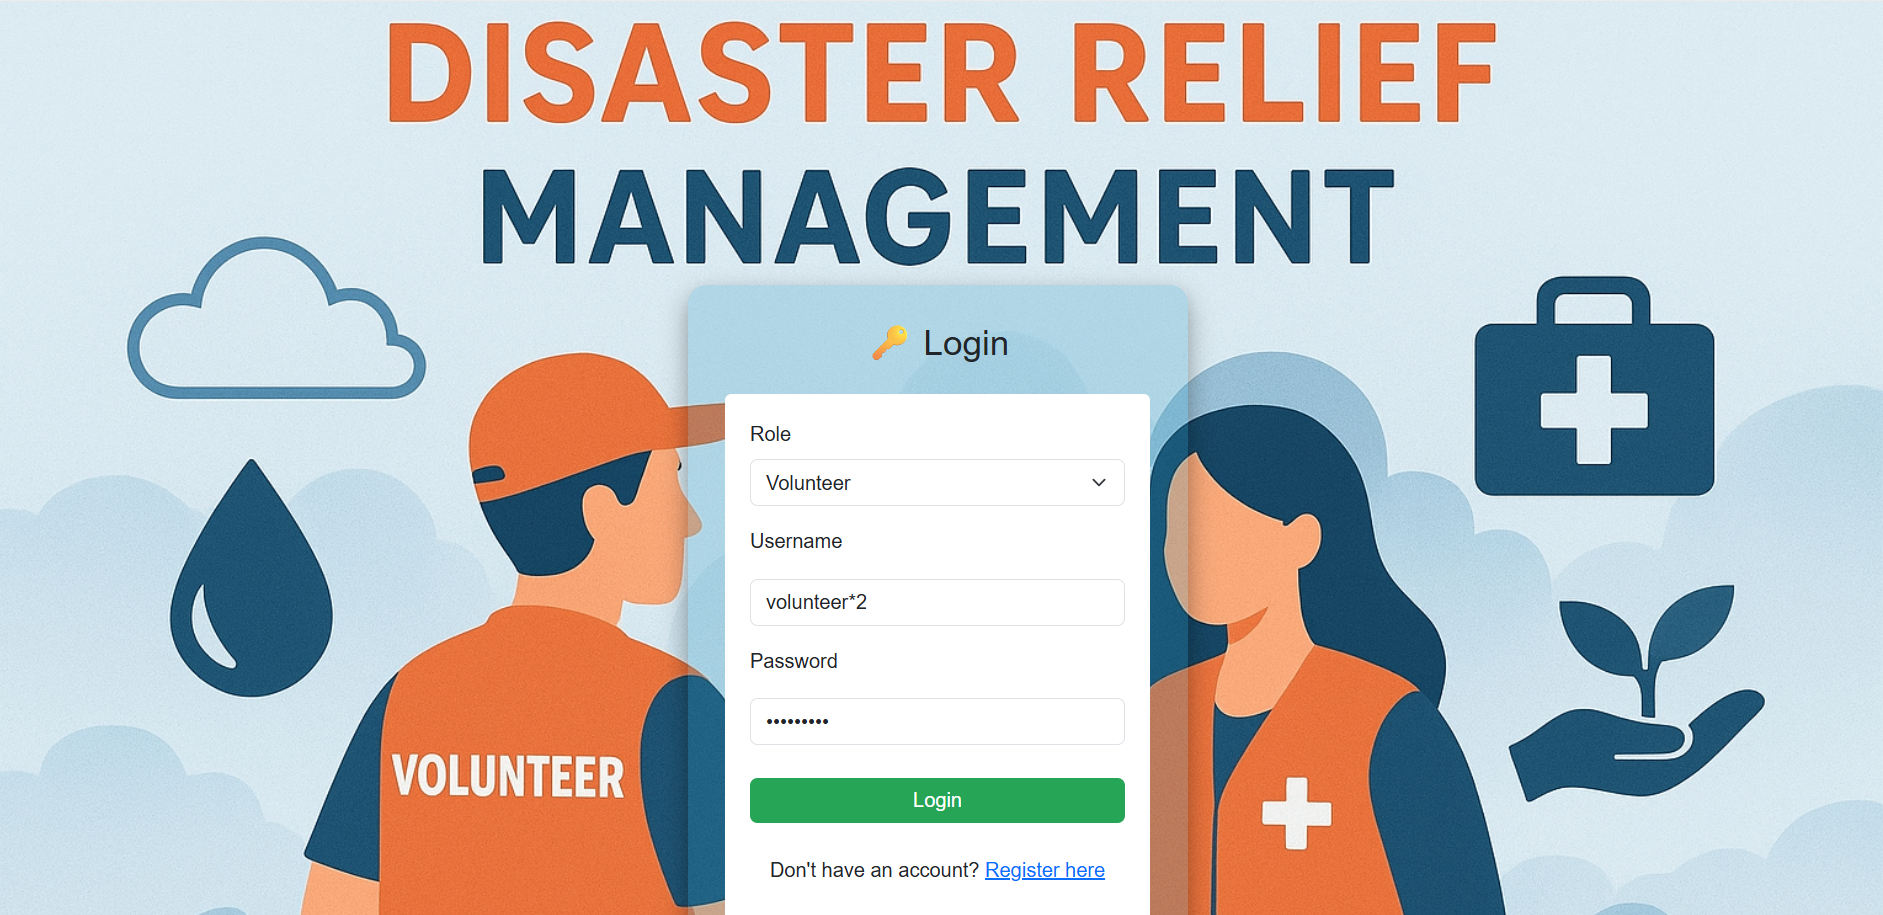 DISASTER RELIEF
MANAGEMENT
🔑 Login
Role
Volunteer
Username
volunteer*2
Password
•••••••••
Login
Don't have an account? Register here
VOLUNTEER